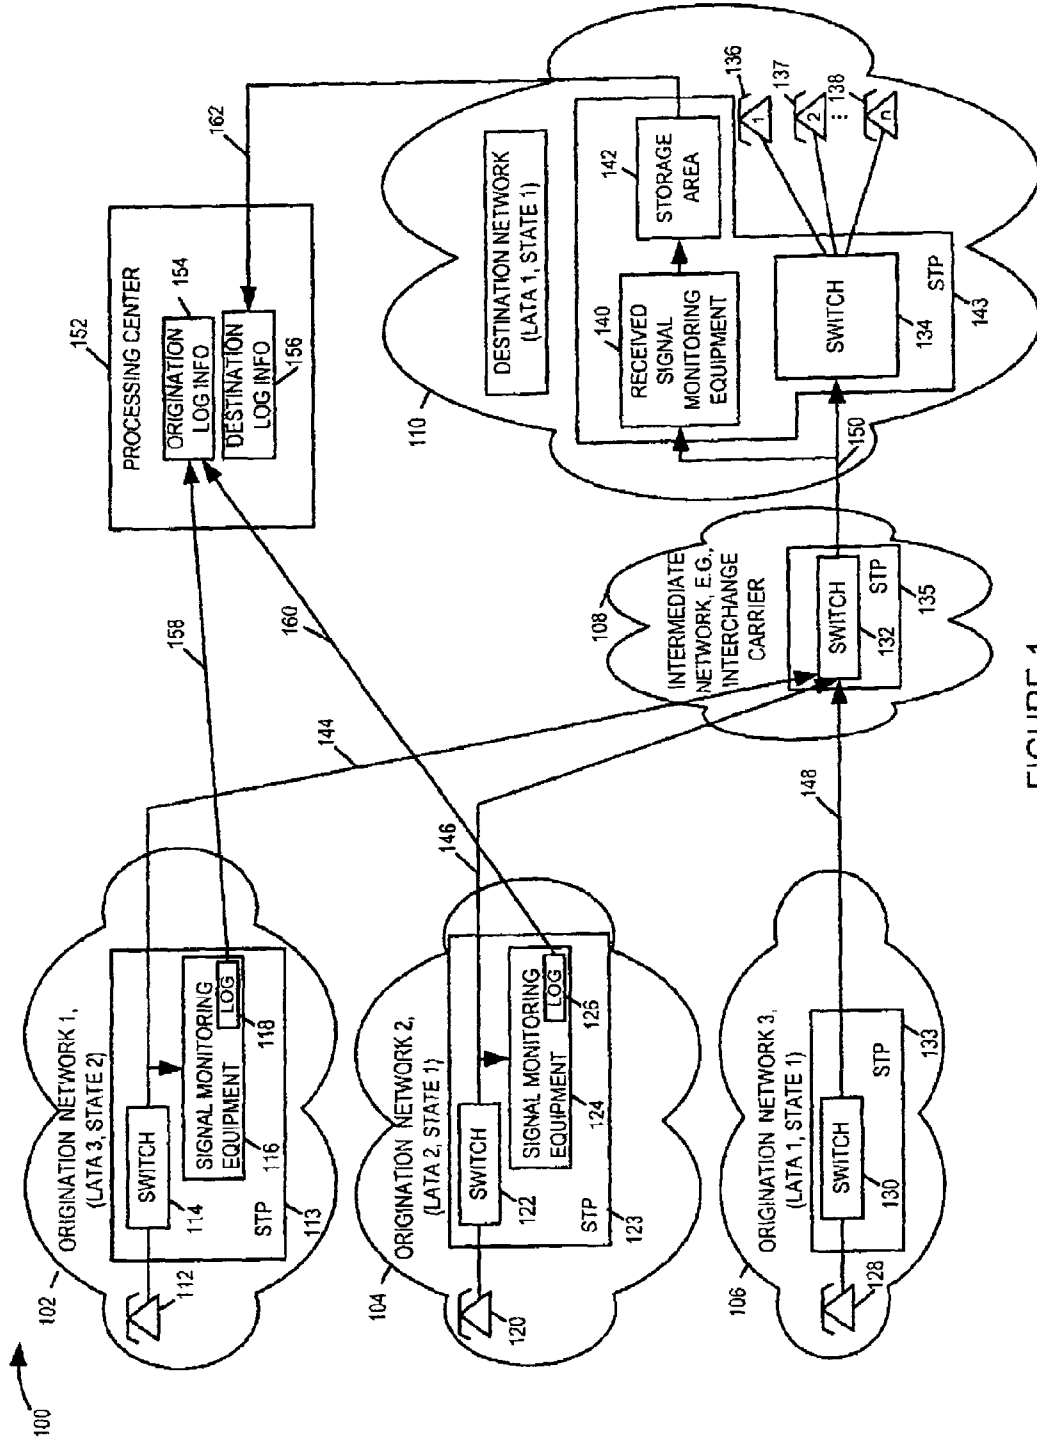 100
102
ORIGINATION NETWORK 1,
(LATA 3, STATE 2)
112
SWITCH
114
SIGNAL MONITORING
EQUIPMENT
116
LOG
118
STP
113
104
ORIGINATION NETWORK 2,
(LATA 2, STATE 1)
120
SWITCH
122
SIGNAL MONITORING
EQUIPMENT
124
LOG
126
STP
123
106
ORIGINATION NETWORK 3,
(LATA 1, STATE 1)
128
SWITCH
130
STP
133
144
146
148
158
160
108
INTERMEDIATE
NETWORK, E.G.,
INTERCHANGE
CARRIER
SWITCH
132
STP
135
150
152
PROCESSING CENTER
ORIGINATION
LOG INFO
154
DESTINATION
LOG INFO
156
162
110
DESTINATION NETWORK
(LATA 1, STATE 1)
140
RECEIVED
SIGNAL
MONITORING
EQUIPMENT
142
STORAGE
AREA
SWITCH
134
STP
143
1
136
2
137
n
138
FIGURE 1